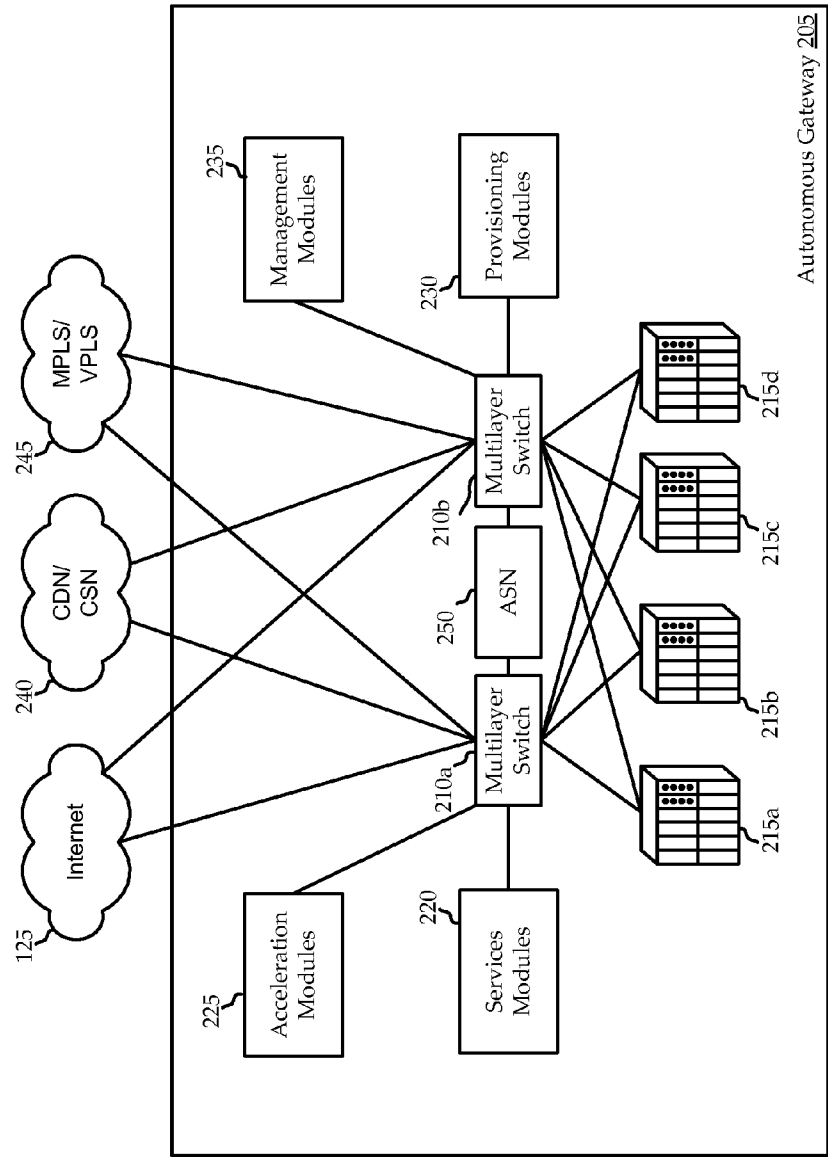 Internet
125
CDN/
CSN
240
MPLS/
VPLS
245
225
Acceleration
Modules
235
Management
Modules
220
Services
Modules
210a
Multilayer
Switch
250
ASN
210b
Multilayer
Switch
230
Provisioning
Modules
215a
215b
215c
215d
Autonomous Gateway 205